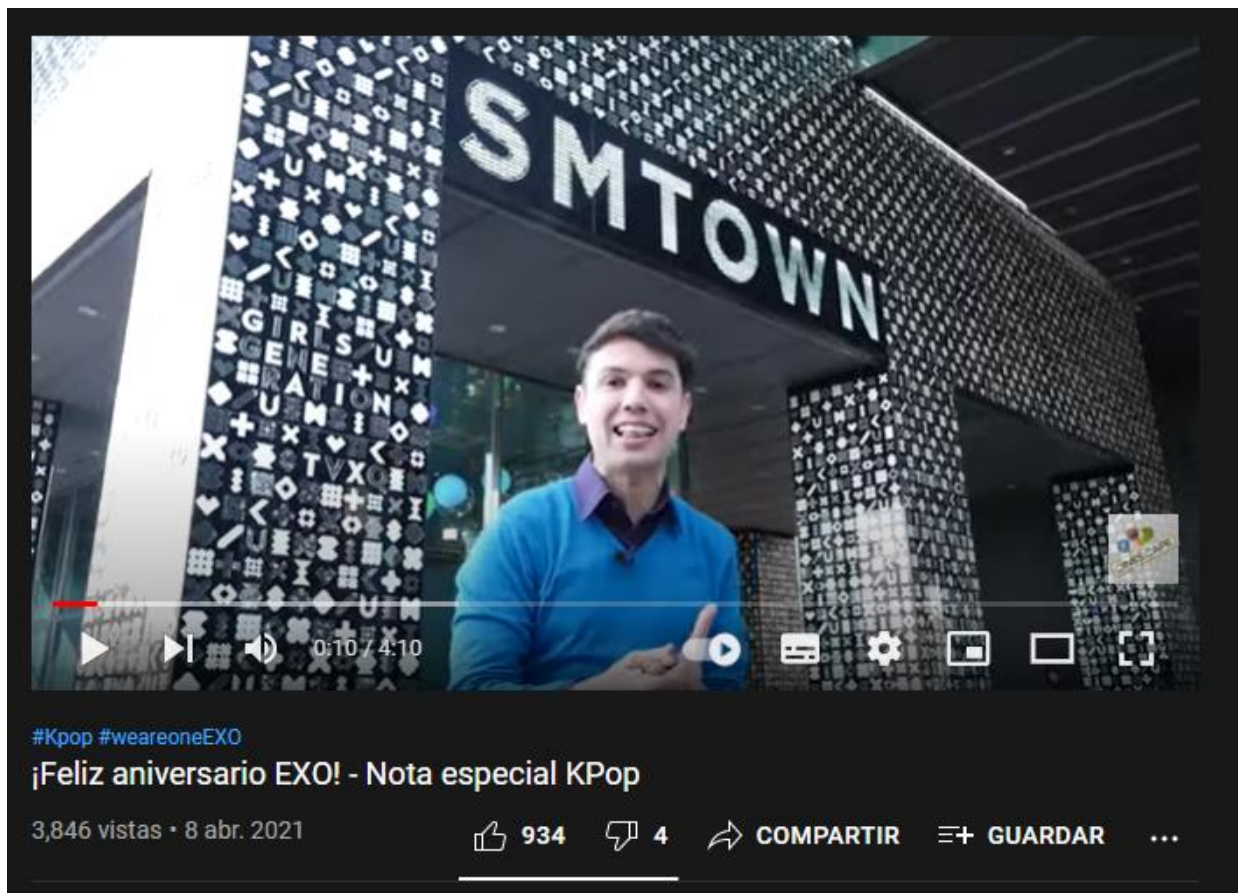 SMTOWN
GIRLS
GENERATION
TVXQ
0:10 / 4:10
#Kpop #weareoneEXO
¡Feliz aniversario EXO! - Nota especial KPop
3,846 vistas • 8 abr. 2021
934 4 COMPARTIR GUARDAR